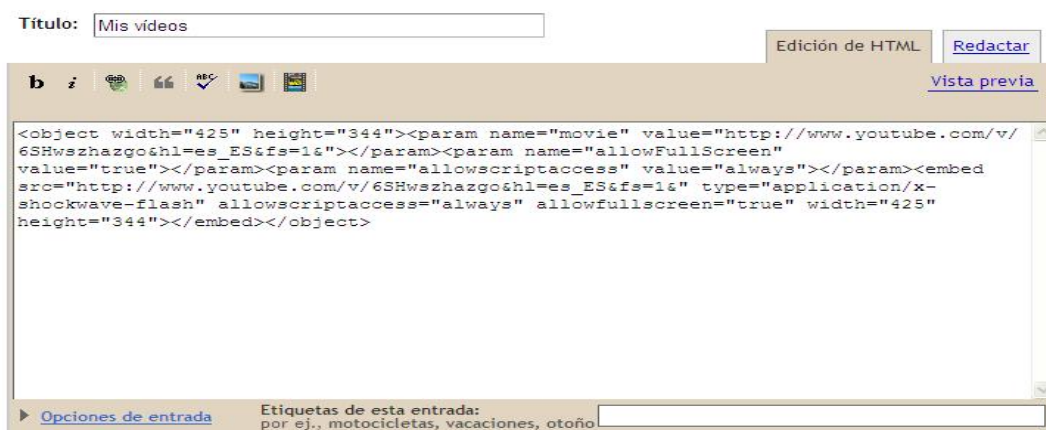 Título: Mis vídeos
Edición de HTML Redactar
b i ABC Vista previa
<object width="425" height="344"><param name="movie" value="http://www.youtube.com/v/
6SHwszhazgo&hl=es_ES&fs=1&"></param><param name="allowFullScreen"
value="true"></param><param name="allowscriptaccess" value="always"></param><embed
src="http://www.youtube.com/v/6SHwszhazgo&hl=es_ES&fs=1&" type="application/x-
shockwave-flash" allowscriptaccess="always" allowfullscreen="true" width="425"
height="344"></embed></object>
Opciones de entrada Etiquetas de esta entrada:
por ej., motocicletas, vacaciones, otoño